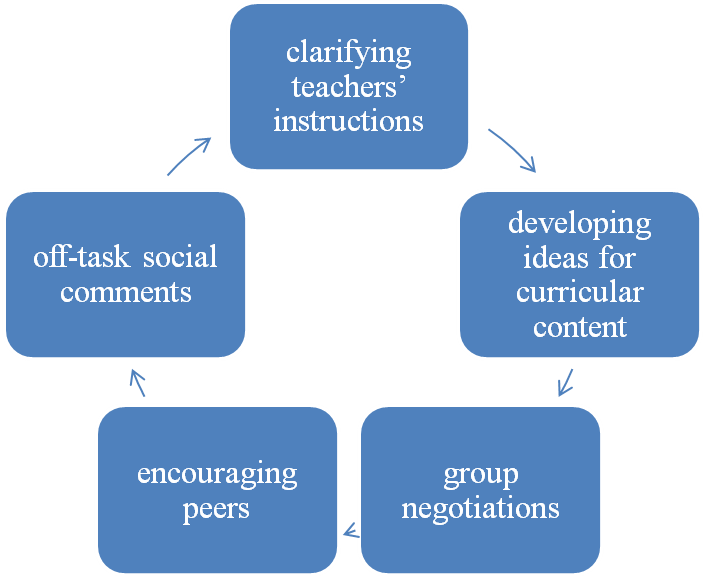 clarifying
teachers’
instructions
developing
ideas for
curricular
content
group
negotiations
encouraging
peers
off-task social
comments